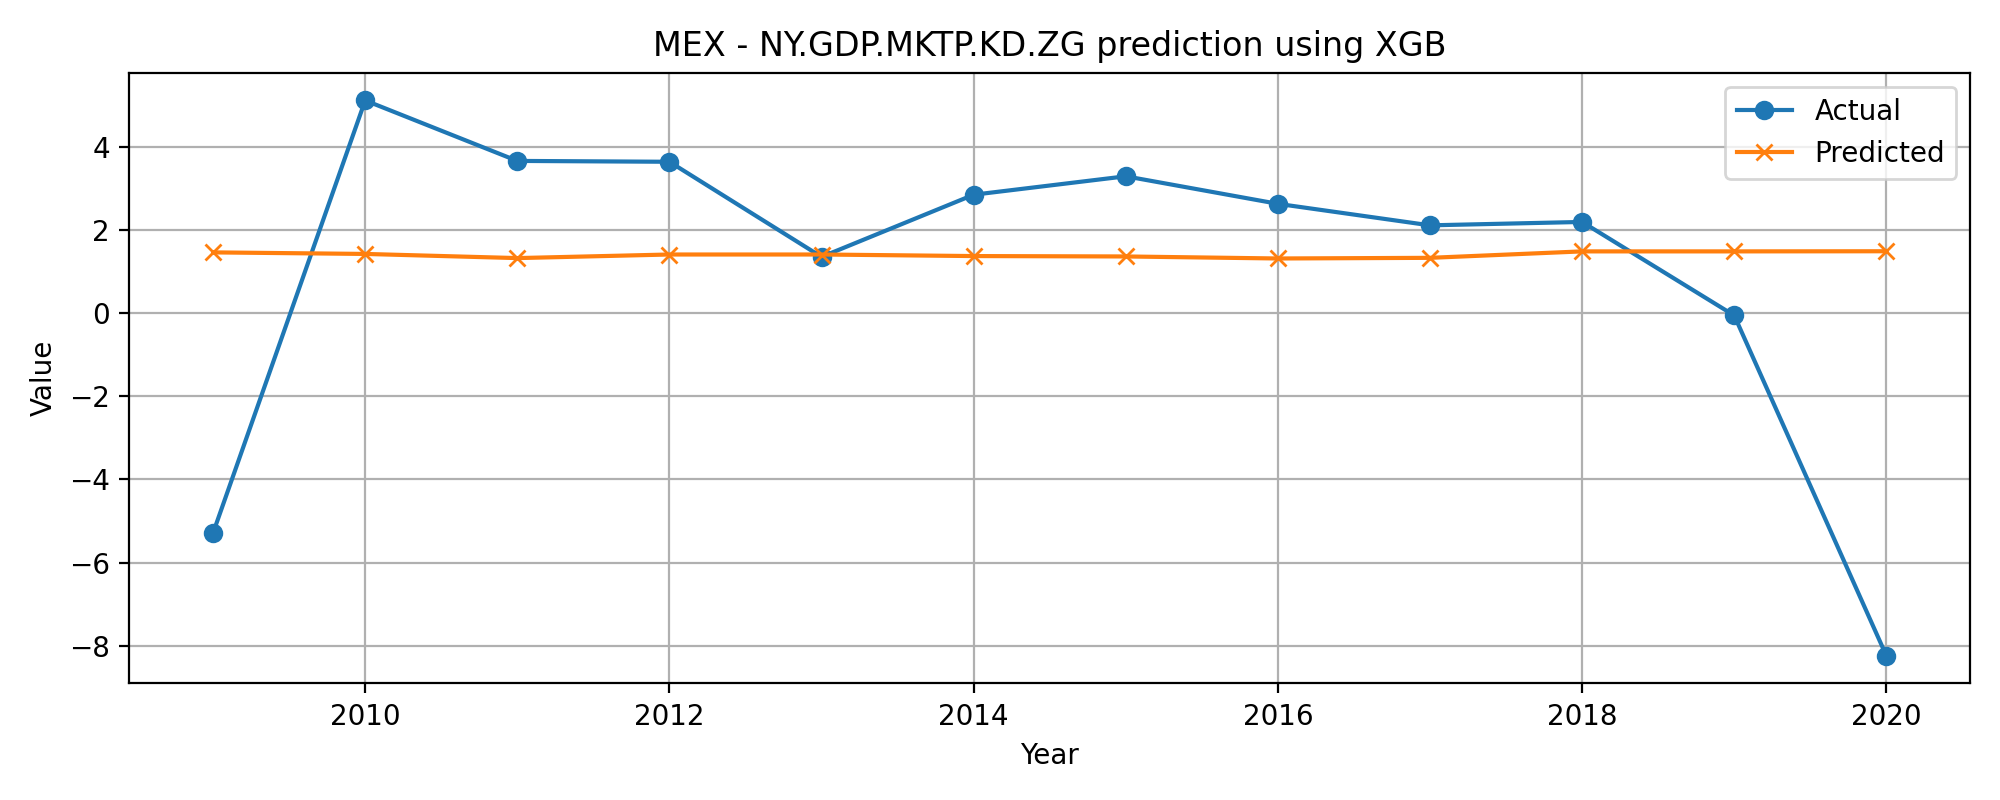 MEX - NY.GDP.MKTP.KD.ZG prediction using XGB
Actual
Predicted
4
2
0
−2
−4
−6
−8
Value
2010 2012 2014 2016 2018 2020
Year